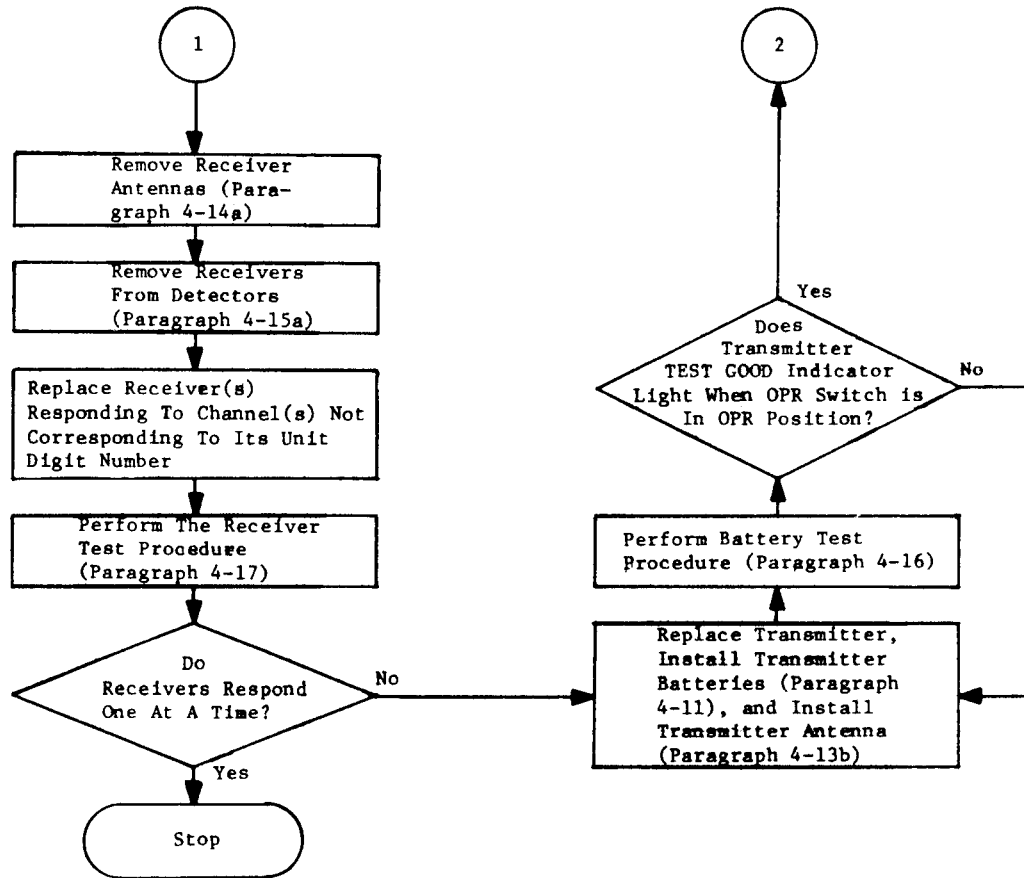 1
Remove Receiver
Antennas (Para-
graph 4-14a)
Remove Receivers
From Detectors
(Paragraph 4-15a)
Replace Receiver(s)
Responding To Channel(s) Not
Corresponding To Its Unit
Digit Number
Perform The Receiver
Test Procedure
(Paragraph 4-17)
Do
Receivers Respond
One At A Time?
No
Yes
Stop
2
Yes
Does
Transmitter
TEST GOOD Indicator
Light When OPR Switch is
In OPR Position?
No
Perform Battery Test
Procedure (Paragraph 4-16)
Replace Transmitter,
Install Transmitter
Batteries (Paragraph
4-11), and Install
Transmitter Antenna
(Paragraph 4-13b)